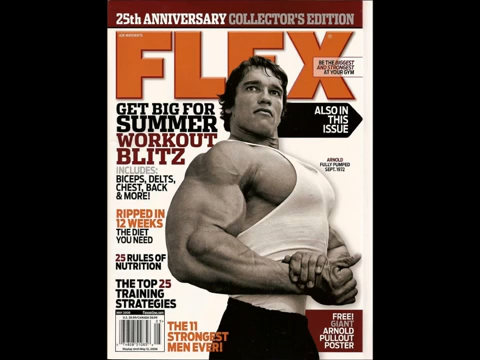 25th ANNIVERSARY COLLECTOR'S EDITION
FLEX
BE THE BIGGEST
AND STRONGEST
AT YOUR GYM
GET BIG FOR
SUMMER
WORKOUT
BLITZ
ALSO IN
THIS
ISSUE
INCLUDES:
BICEPS, DELTS,
CHEST, BACK
& MORE!
ARNOLD
FULLY PUMPED
SEPT. 1972
RIPPED IN
12 WEEKS
THE DIET
YOU NEED
25 RULES OF
NUTRITION
THE TOP 25
TRAINING
STRATEGIES
MAY 2008
THE 11
STRONGEST
MEN EVER!
FREE!
GIANT
ARNOLD
PULLOUT
POSTER